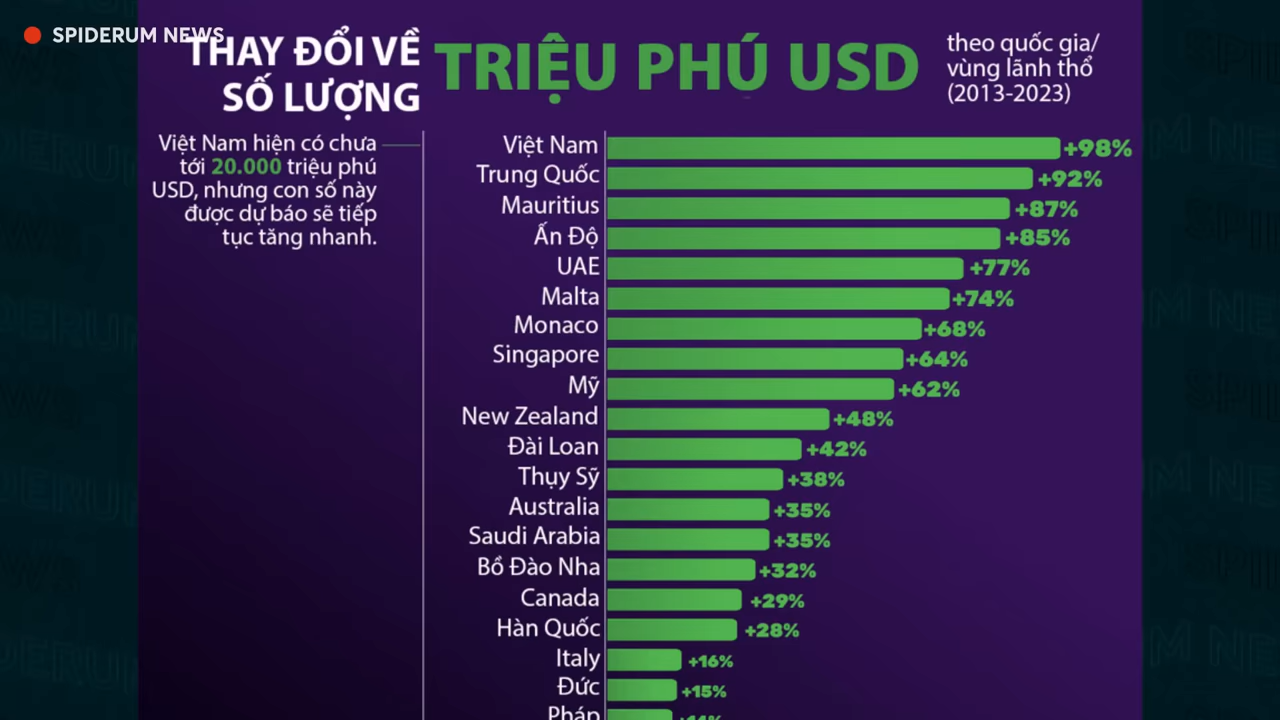 SPIDERUM NEWS
THAY ĐỔI VỀ
SỐ LƯỢNG
TRIỆU PHÚ USD
theo quốc gia/
vùng lãnh thổ
(2013-2023)
Việt Nam hiện có chưa
tới 20.000 triệu phú
USD, nhưng con số này
được dự báo sẽ tiếp
tục tăng nhanh.
Việt Nam +98%
Trung Quốc +92%
Mauritius +87%
Ấn Độ +85%
UAE +77%
Malta +74%
Monaco +68%
Singapore +64%
Mỹ +62%
New Zealand +48%
Đài Loan +42%
Thụy Sỹ +38%
Australia +35%
Saudi Arabia +35%
Bồ Đào Nha +32%
Canada +29%
Hàn Quốc +28%
Italy +16%
Đức +15%
Pháp